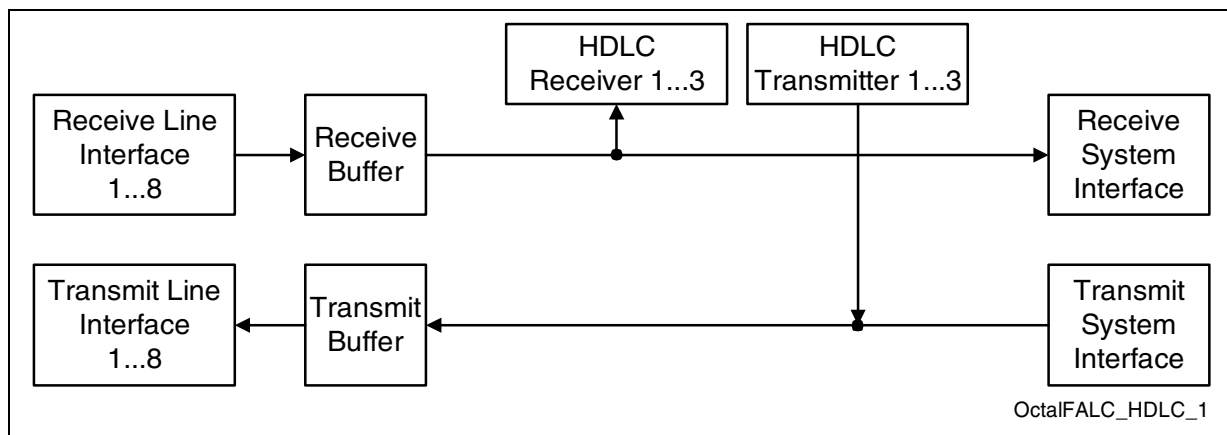 HDLC
Receiver 1...3
HDLC
Transmitter 1...3
Receive Line
Interface
1...8
Receive
Buffer
Receive
System
Interface
Transmit Line
Interface
1...8
Transmit
Buffer
Transmit
System
Interface
OctalFALC_HDLC_1